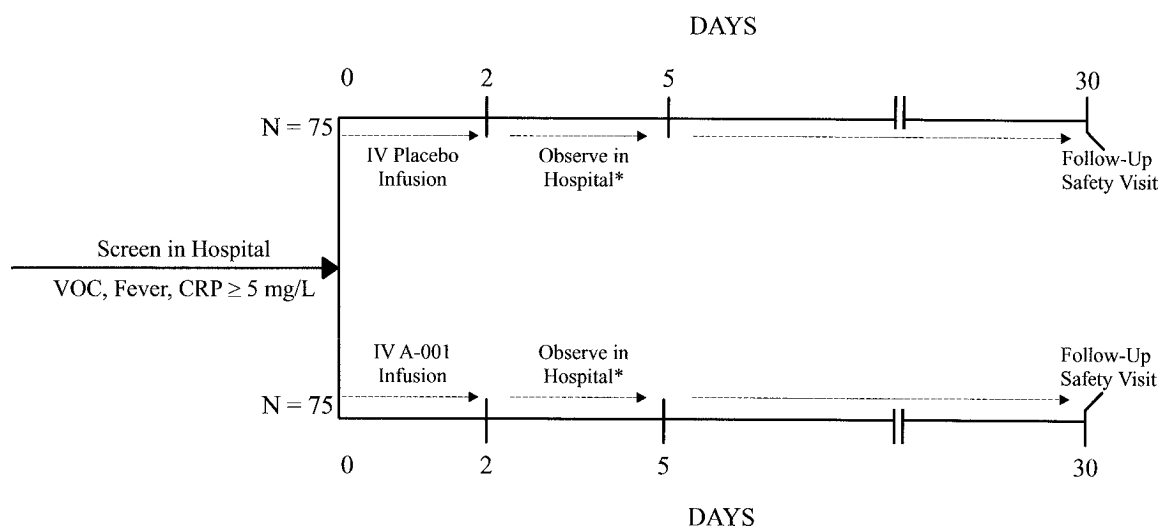 DAYS
0 2 5 30
N = 75
IV Placebo
Infusion
Observe in
Hospital*
Follow-Up
Safety Visit
Screen in Hospital
VOC, Fever, CRP ≥ 5 mg/L
IV A-001
Infusion
Observe in
Hospital*
Follow-Up
Safety Visit
N = 75
0 2 5 30
DAYS